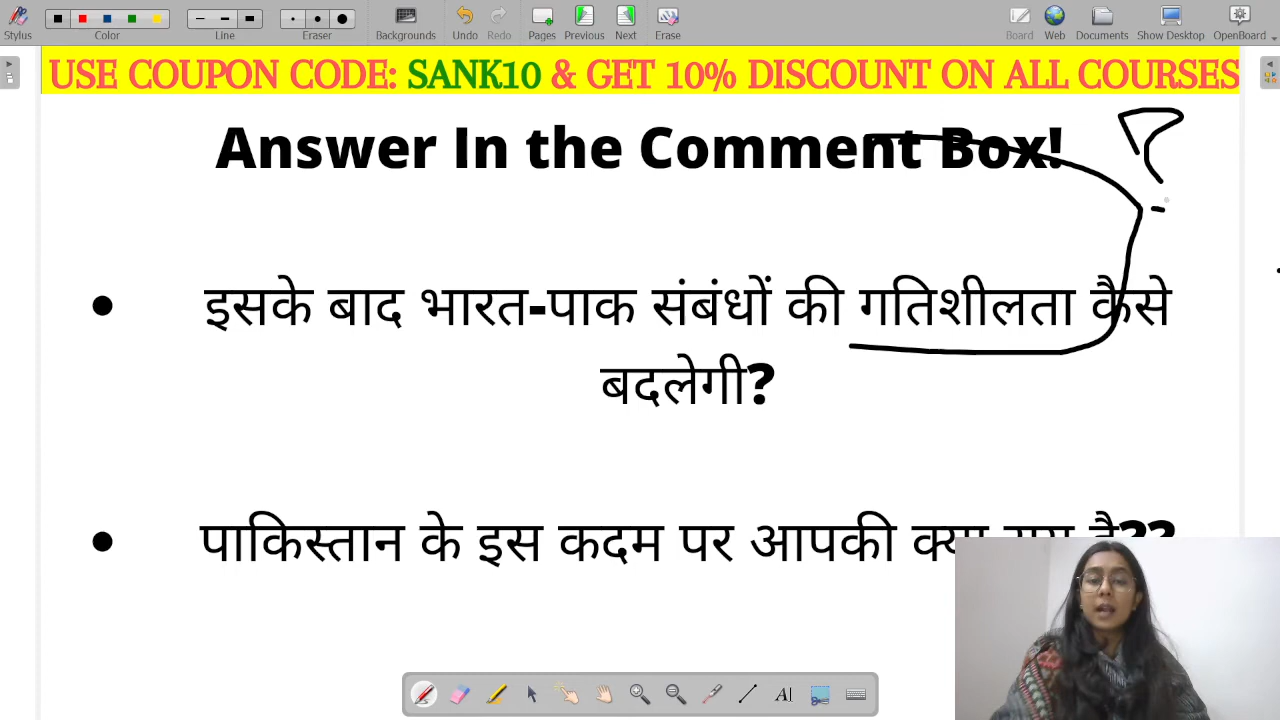 Stylus Color Line Eraser Backgrounds Undo Redo Pages Previous Next Erase Board Web Documents Show Desktop OpenBoard
USE COUPON CODE: SANK10 & GET 10% DISCOUNT ON ALL COURSES
Answer In the Comment Box!
• इसके बाद भारत-पाक संबंधों की गतिशीलता कैसे
बदलेगी?
• पाकिस्तान के इस कदम पर आपकी क्या राय है??